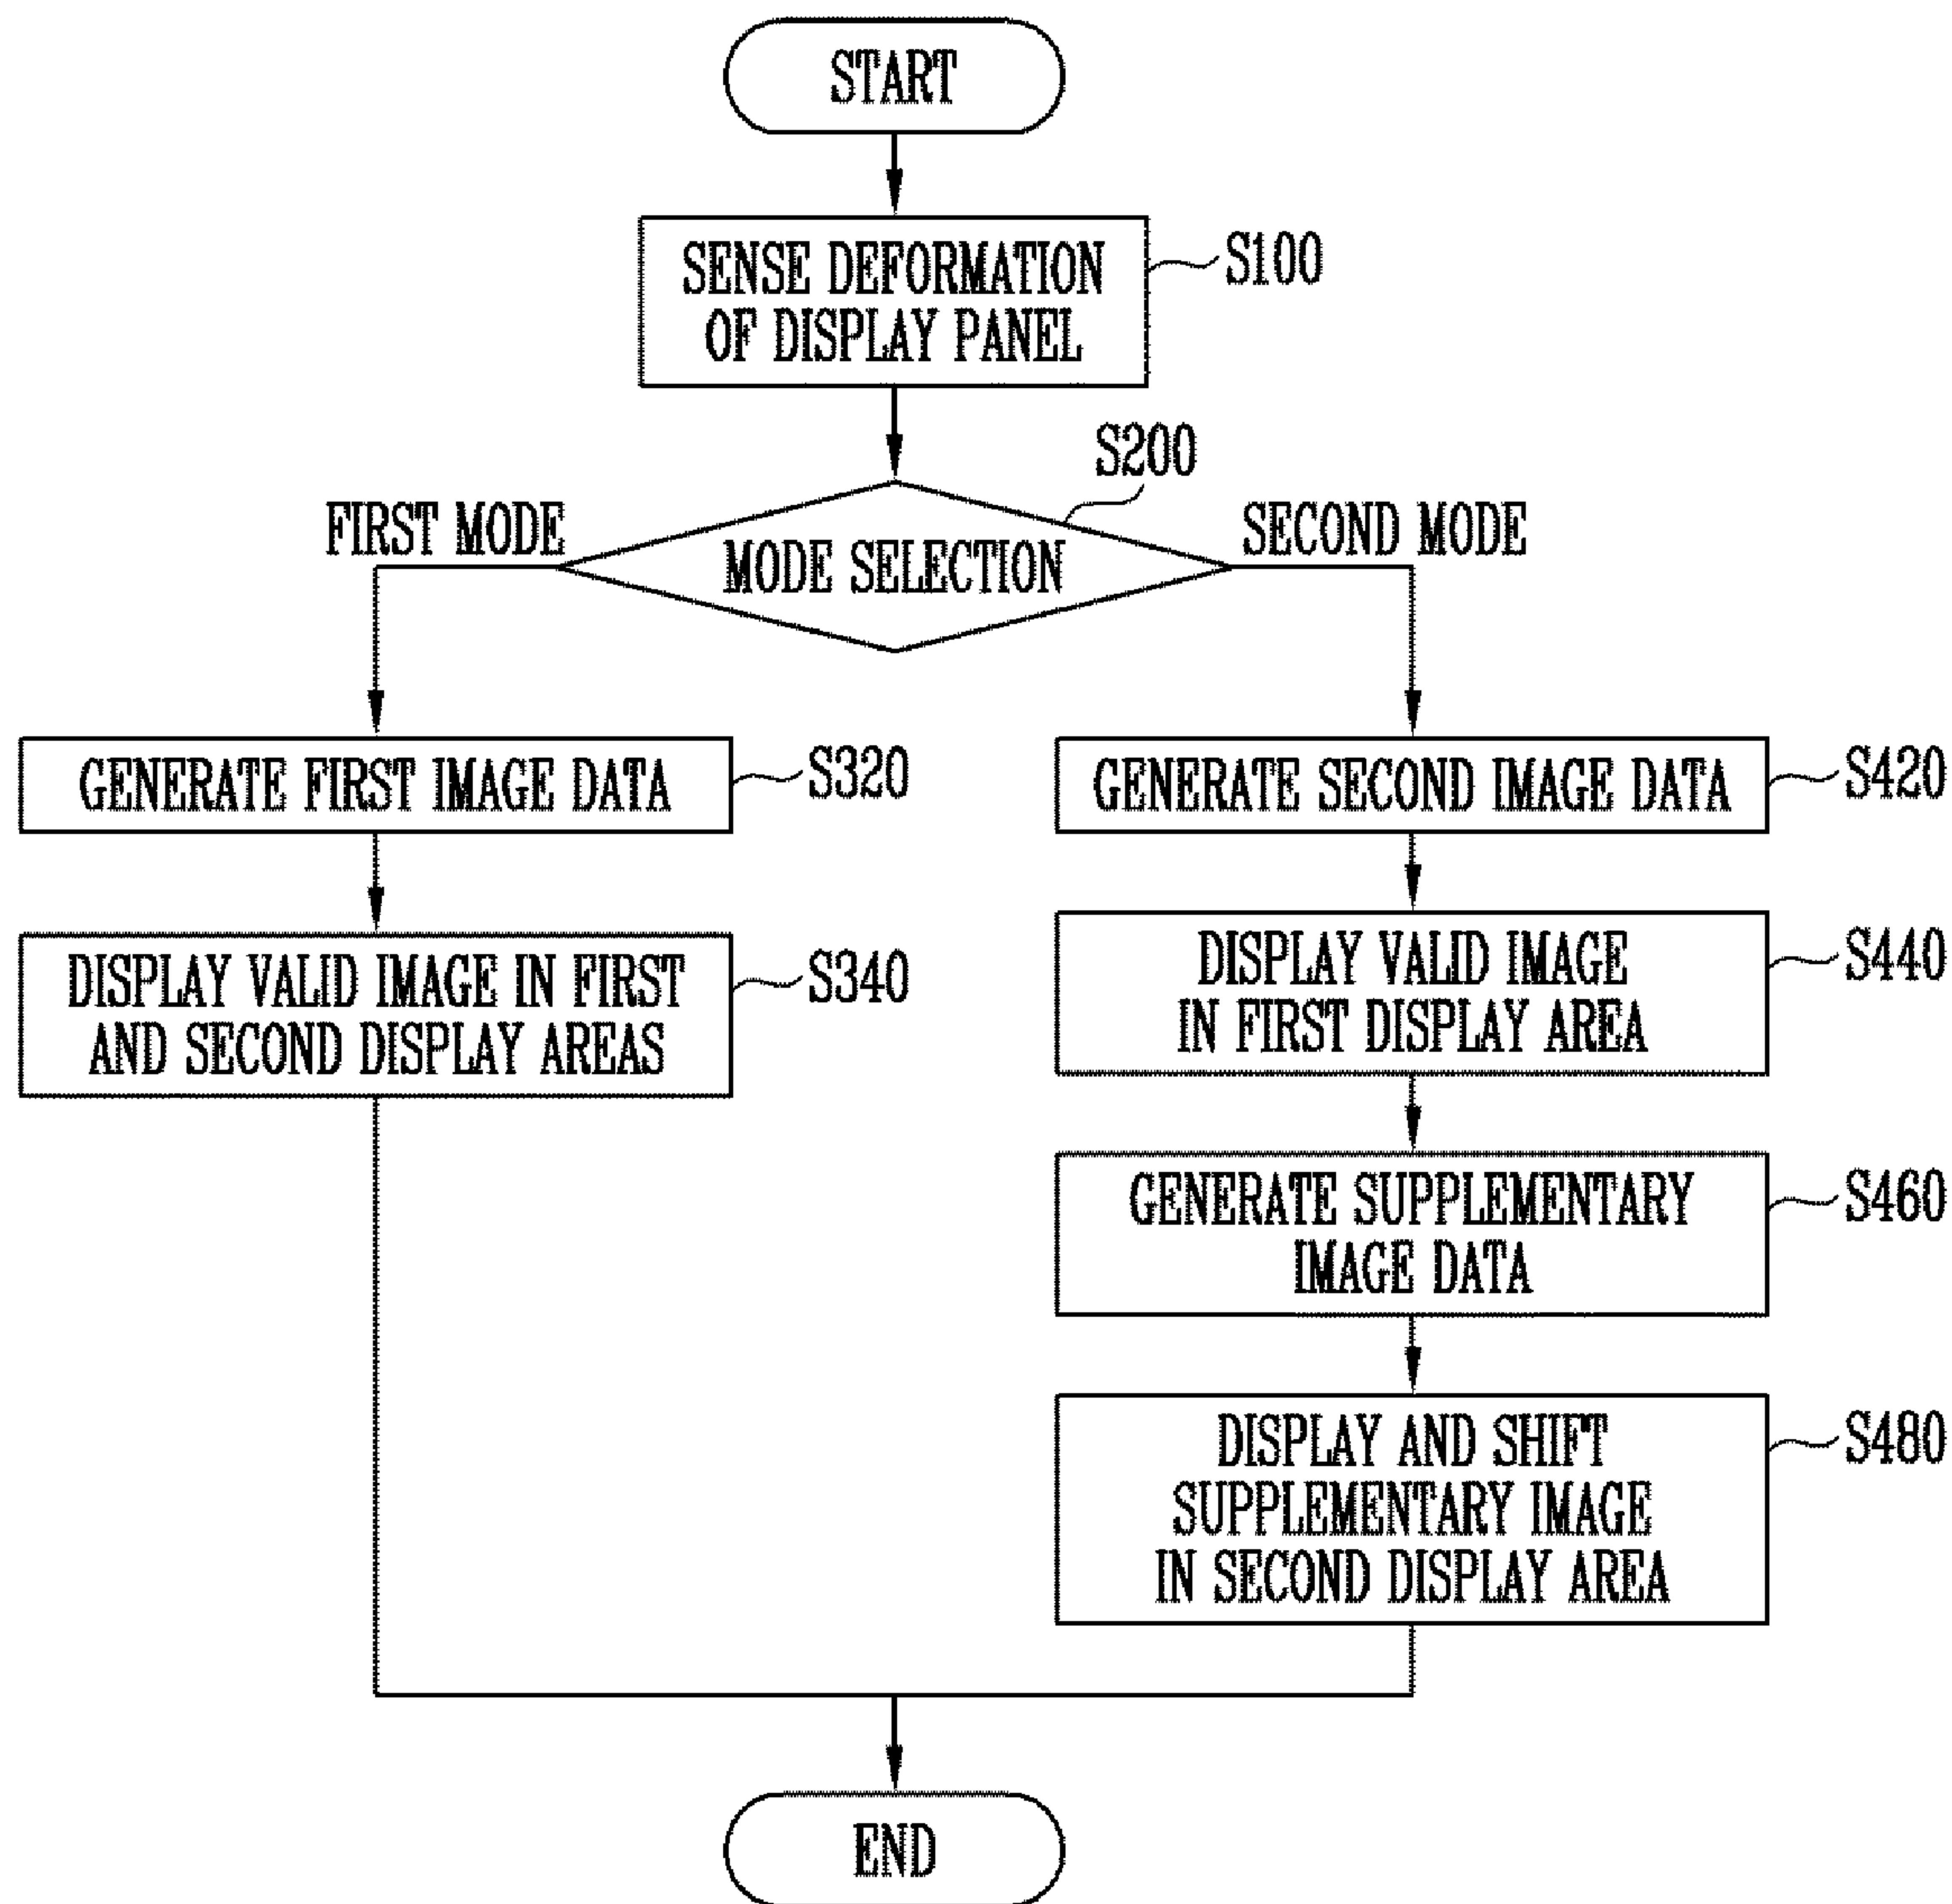 START
SENSE DEFORMATION
OF DISPLAY PANEL
S100
S200
FIRST MODE
MODE SELECTION
SECOND MODE
GENERATE FIRST IMAGE DATA
S320
DISPLAY VALID IMAGE IN FIRST
AND SECOND DISPLAY AREAS
S340
GENERATE SECOND IMAGE DATA
S420
DISPLAY VALID IMAGE
IN FIRST DISPLAY AREA
S440
GENERATE SUPPLEMENTARY
IMAGE DATA
S460
DISPLAY AND SHIFT
SUPPLEMENTARY IMAGE
IN SECOND DISPLAY AREA
S480
END